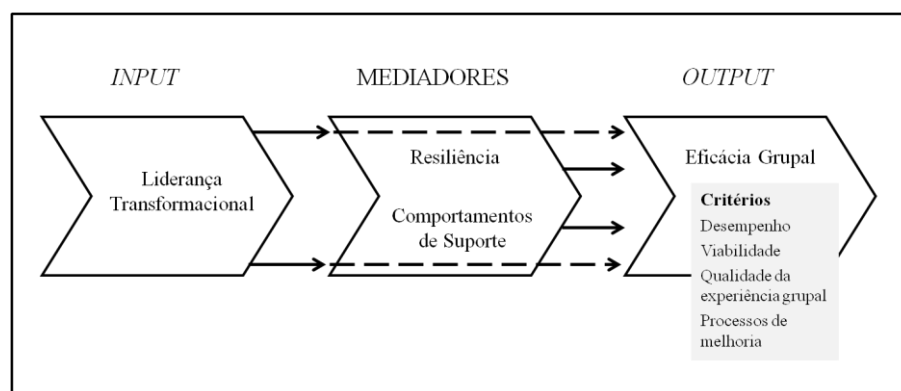 INPUT
MEDIADORES
OUTPUT
Liderança
Transformacional
Resiliência
Comportamentos
de Suporte
Eficácia Grupal
Critérios
Desempenho
Viabilidade
Qualidade da
experiência grupal
Processos de
melhoria